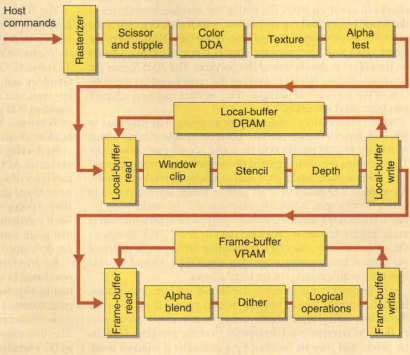 Host
commands
Rasterizer
Scissor
and stipple
Color
DDA
Texture
Alpha
test
Local-buffer
DRAM
Local-buffer
read
Window
clip
Stencil
Depth
Local-buffer
write
Frame-buffer
VRAM
Frame-buffer
read
Alpha
blend
Dither
Logical
operations
Frame-buffer
write